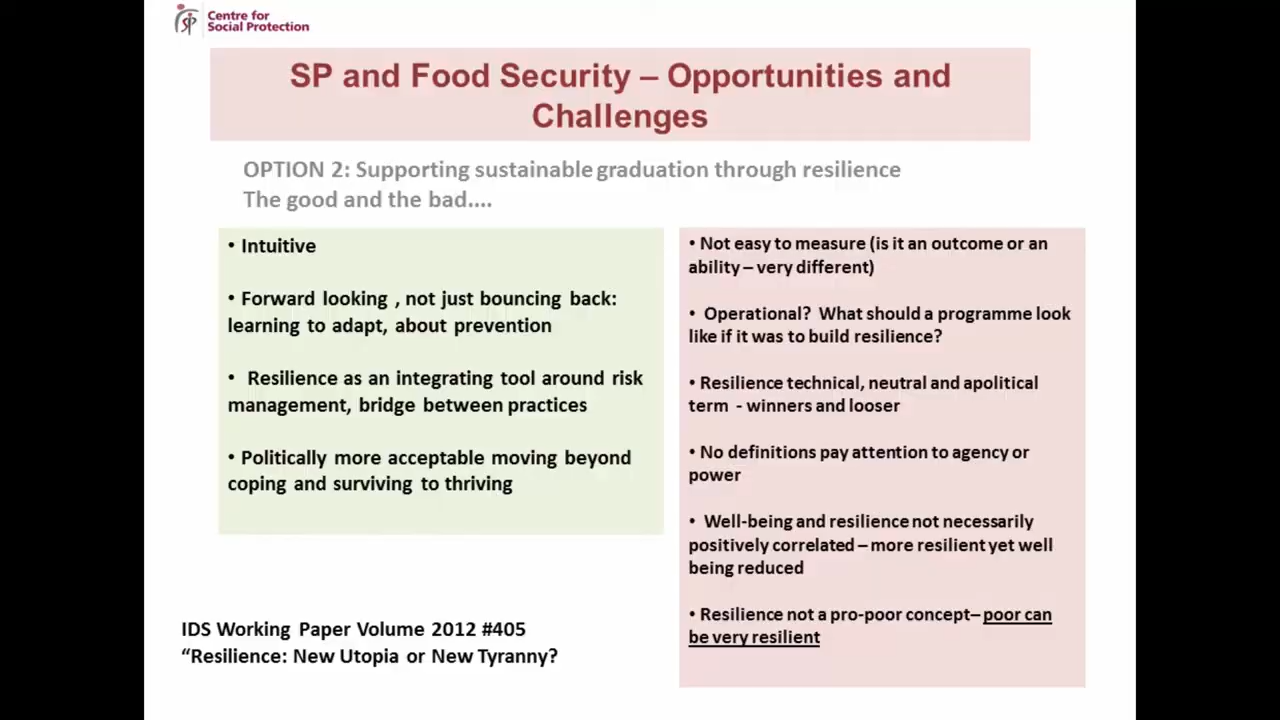 Centre for
Social Protection
SP and Food Security – Opportunities and
Challenges
OPTION 2: Supporting sustainable graduation through resilience
The good and the bad....
• Intuitive
• Forward looking , not just bouncing back:
learning to adapt, about prevention
• Resilience as an integrating tool around risk
management, bridge between practices
• Politically more acceptable moving beyond
coping and surviving to thriving
• Not easy to measure (is it an outcome or an
ability – very different)
• Operational? What should a programme look
like if it was to build resilience?
• Resilience technical, neutral and apolitical
term - winners and looser
• No definitions pay attention to agency or
power
• Well-being and resilience not necessarily
positively correlated – more resilient yet well
being reduced
• Resilience not a pro-poor concept– poor can
be very resilient
IDS Working Paper Volume 2012 #405
“Resilience: New Utopia or New Tyranny?